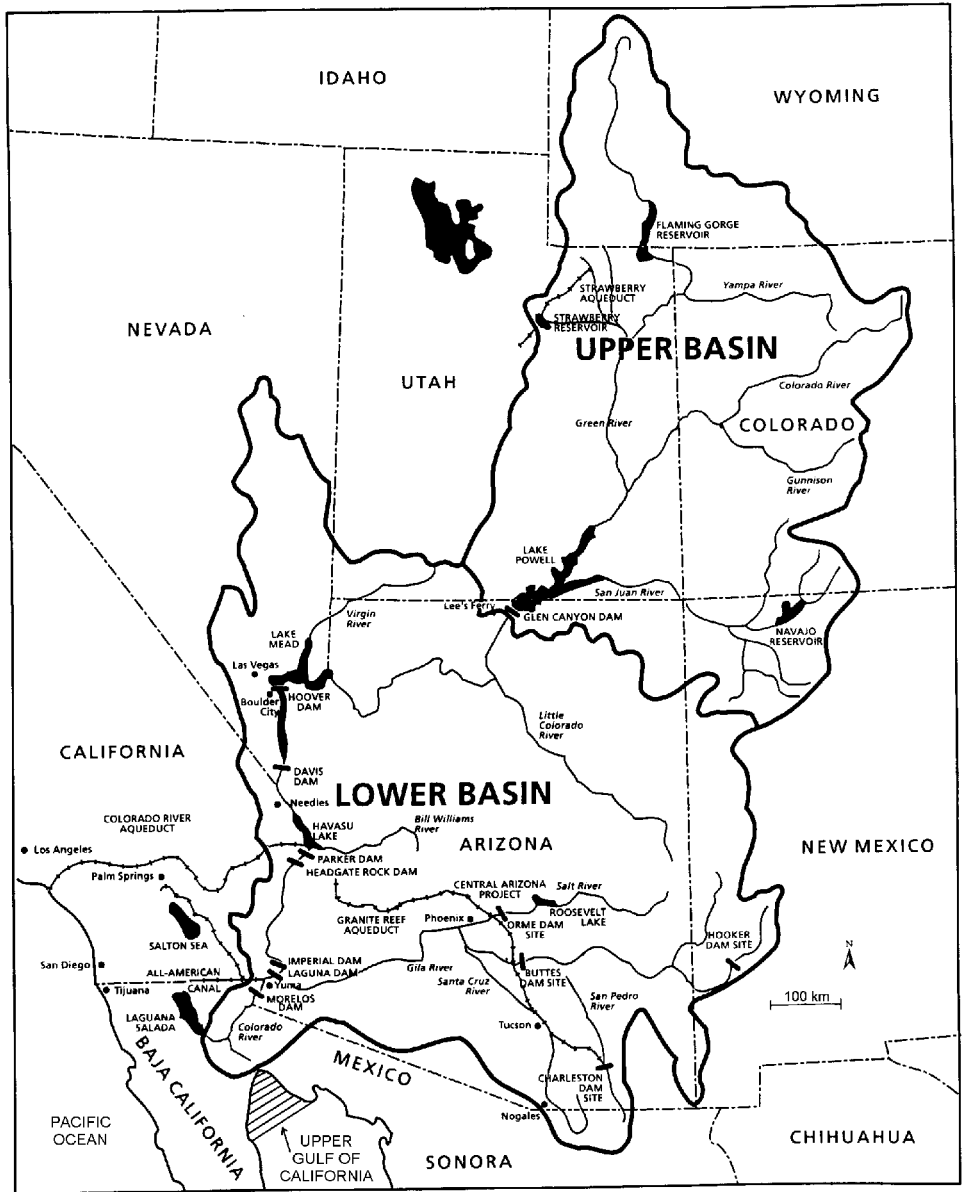 IDAHO
WYOMING
FLAMING GORGE
RESERVOIR
STRAWBERRY
AQUEDUCT
Yampa River
STRAWBERRY
RESERVOIR
NEVADA
UPPER BASIN
UTAH
Colorado River
Green River
COLORADO
Gunnison
River
LAKE
POWELL
San Juan River
Lee's Ferry
GLEN CANYON DAM
Virgin
River
NAVAJO
RESERVOIR
LAKE
MEAD
Las Vegas
Boulder
City
HOOVER
DAM
Little
Colorado
River
CALIFORNIA
DAVIS
DAM
LOWER BASIN
Needles
COLORADO RIVER
AQUEDUCT
HAVASU
LAKE
Bill Williams
River
ARIZONA
NEW MEXICO
Los Angeles
PARKER DAM
HEADGATE ROCK DAM
Palm Springs
CENTRAL ARIZONA
PROJECT
Salt River
GRANITE REEF
AQUEDUCT
Phoenix
ROOSEVELT
LAKE
ORME DAM
SITE
SALTON SEA
HOOKER
DAM SITE
N
San Diego
IMPERIAL DAM
LAGUNA DAM
ALL-AMERICAN
CANAL
Yuma
Gila River
Santa Cruz
River
BUTTES
DAM SITE
Tijuana
MORELOS
DAM
San Pedro
River
100 km
LAGUANA
SALADA
Colorado
River
Tucson
BAJA CALIFORNIA
MEXICO
CHARLESTON
DAM
SITE
Nogales
PACIFIC
OCEAN
UPPER
GULF OF
CALIFORNIA
SONORA
CHIHUAHUA